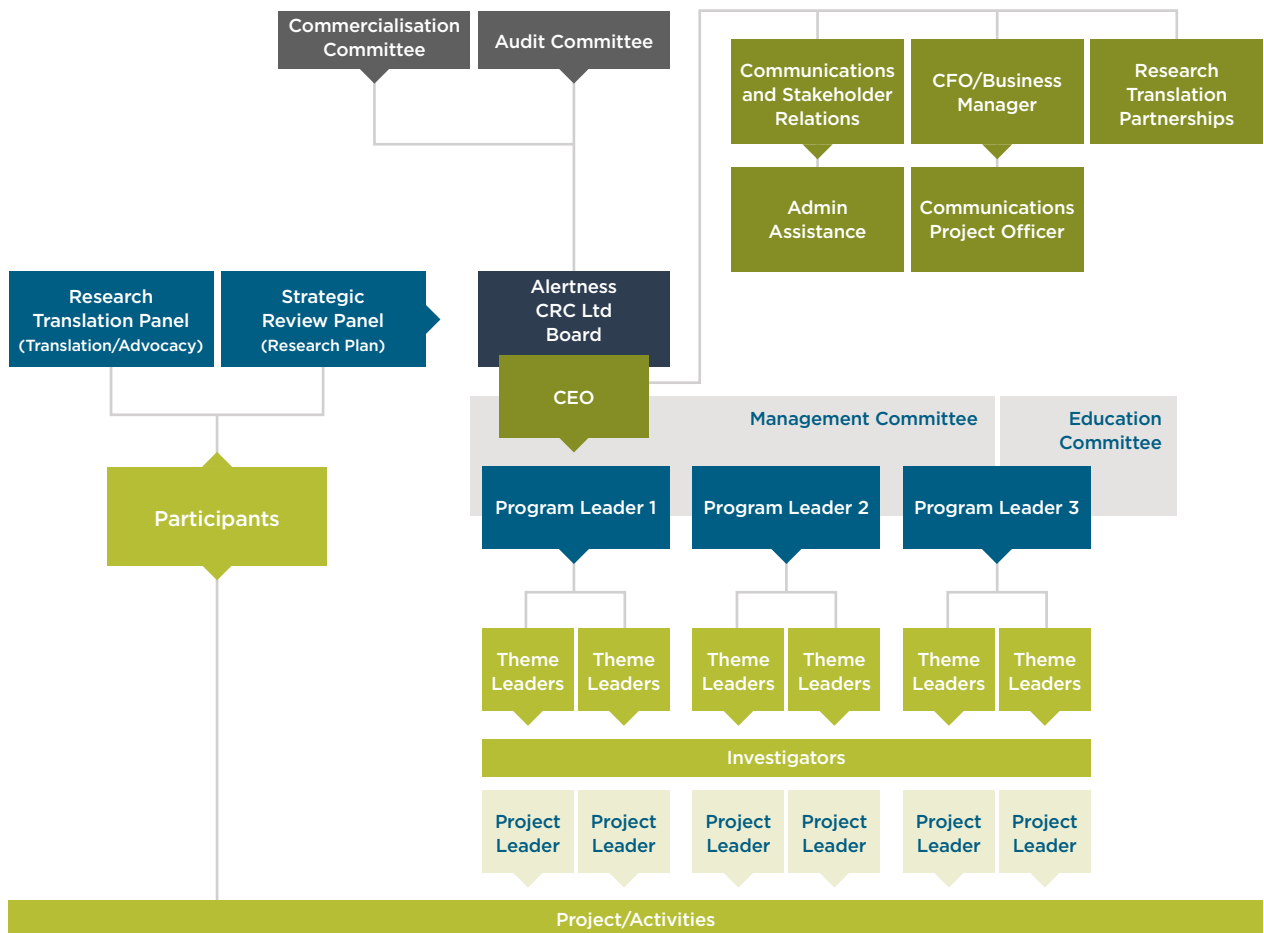 Commercialisation
Committee
Audit Committee
Communications
and Stakeholder
Relations
CFO/Business
Manager
Research
Translation
Partnerships
Admin
Assistance
Communications
Project Officer
Research
Translation Panel
(Translation/Advocacy)
Strategic
Review Panel
(Research Plan)
Alertness
CRC Ltd
Board
CEO
Management Committee
Education
Committee
Participants
Program Leader 1
Program Leader 2
Program Leader 3
Theme
Leaders
Theme
Leaders
Theme
Leaders
Theme
Leaders
Theme
Leaders
Theme
Leaders
Investigators
Project
Leader
Project
Leader
Project
Leader
Project
Leader
Project
Leader
Project
Leader
Project/Activities